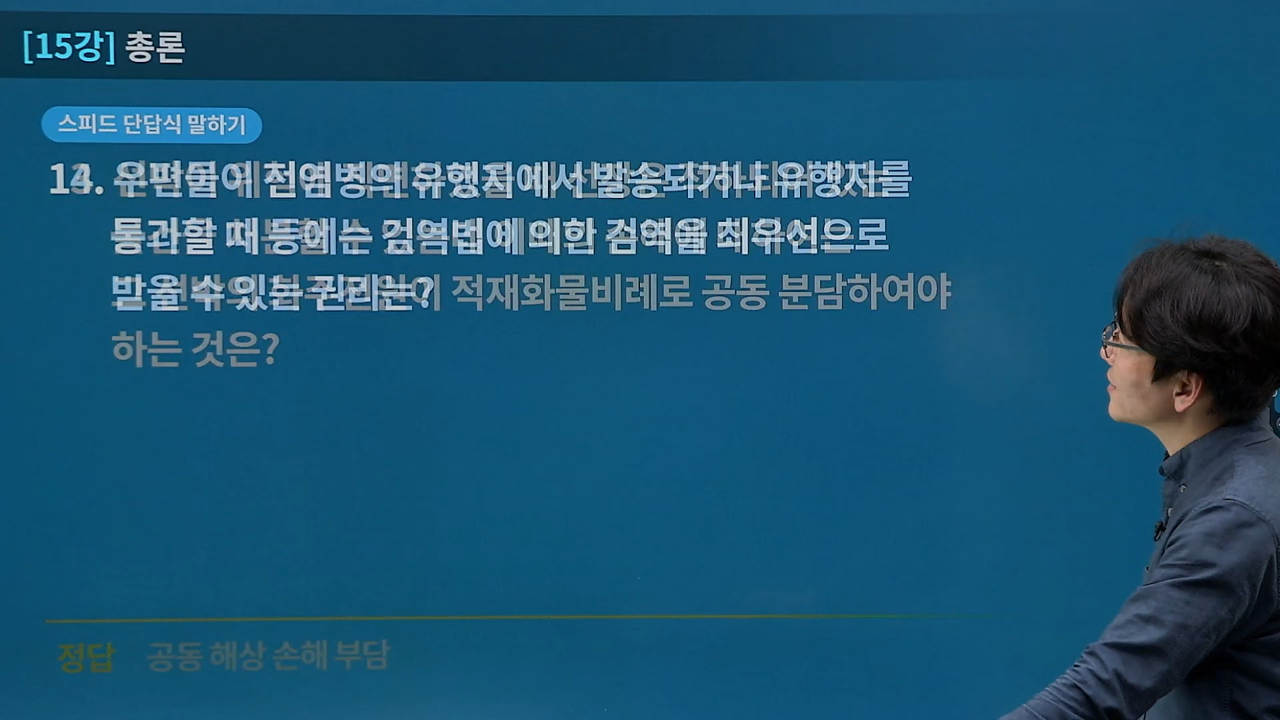 [15강] 총론
스피드 단답식 말하기
14. 우편물이 전염병의 유행지에서 발송되거나 유행지를
통과할 때 등에는 검역법에 의한 검역을 최우선으로
받을 수 있는 권리는?
적재화물비례로 공동 분담하여야
하는 것은?
정답 공동 해상 손해 부담